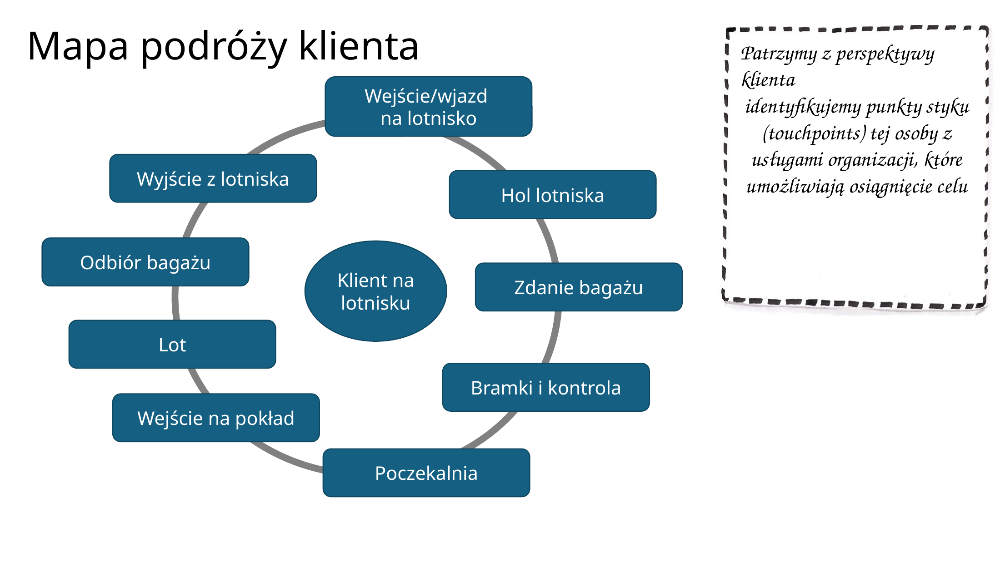 Mapa podróży klienta
Patrzymy z perspektywy
klienta
identyfikujemy punkty styku
(touchpoints) tej osoby z
usługami organizacji, które
umożliwiają osiągnięcie celu
Wejście/wjazd
na lotnisko
Hol lotniska
Zdanie bagażu
Bramki i kontrola
Poczekalnia
Wejście na pokład
Lot
Odbiór bagażu
Wyjście z lotniska
Klient na
lotnisku